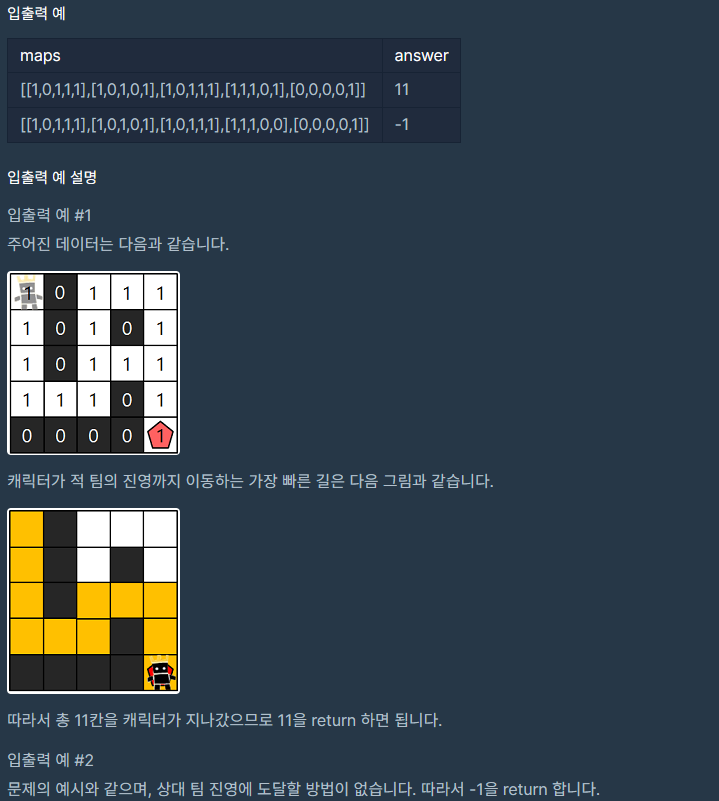 입출력 예
maps answer
[[1,0,1,1,1],[1,0,1,0,1],[1,0,1,1,1],[1,1,1,0,1],[0,0,0,0,1]] 11
[[1,0,1,1,1],[1,0,1,0,1],[1,0,1,1,1],[1,1,1,0,0],[0,0,0,0,1]] -1
입출력 예 설명
입출력 예 #1
주어진 데이터는 다음과 같습니다.
1 0 1 1 1
1 0 1 0 1
1 0 1 1 1
1 1 1 0 1
0 0 0 0 1
캐릭터가 적 팀의 진영까지 이동하는 가장 빠른 길은 다음 그림과 같습니다.
따라서 총 11칸을 캐릭터가 지나갔으므로 11을 return 하면 됩니다.
입출력 예 #2
문제의 예시와 같으며, 상대 팀 진영에 도달할 방법이 없습니다. 따라서 -1을 return 합니다.